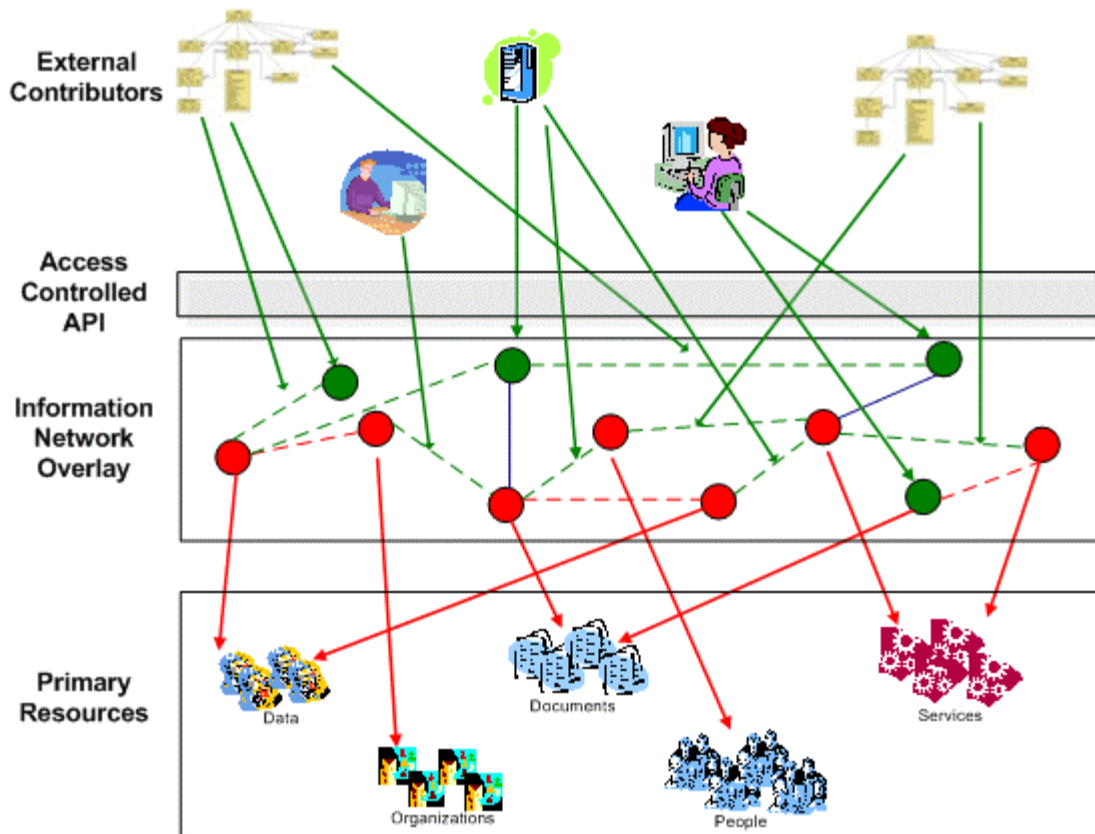 External
Contributors
Access
Controlled
API
Information
Network
Overlay
Primary
Resources
Data
Documents
Services
Organizations
People